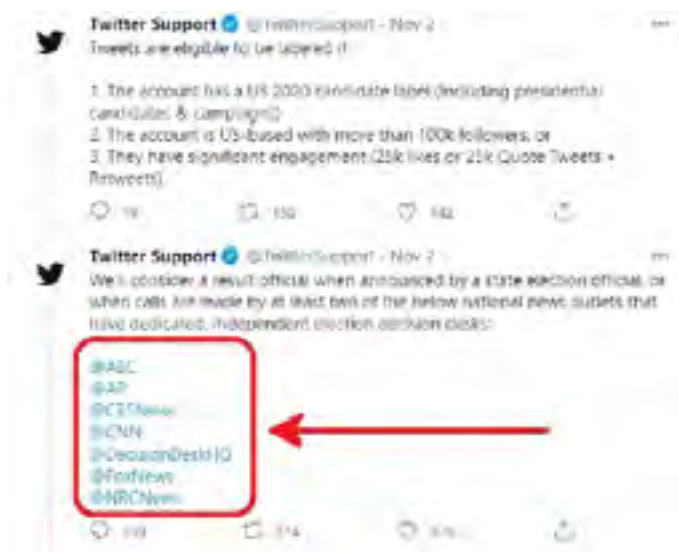 Twitter Support @TwitterSupport · Nov 2
Tweets are eligible to be labeled if:
1. The account has a US 2020 candidate label (including presidential
candidates & campaigns)
2. The account is US-based with more than 100k followers, or
3. They have significant engagement (25k likes or 25k Quote Tweets +
Retweets)
Twitter Support @TwitterSupport · Nov 2
We'll consider a result official when announced by a state election official, or
when calls are made by at least two of the below national news outlets that
have dedicated, independent election decision desks:
@ABC
@AP
@CBSNews
@CNN
@DecisionDeskHQ
@FoxNews
@NBCNews